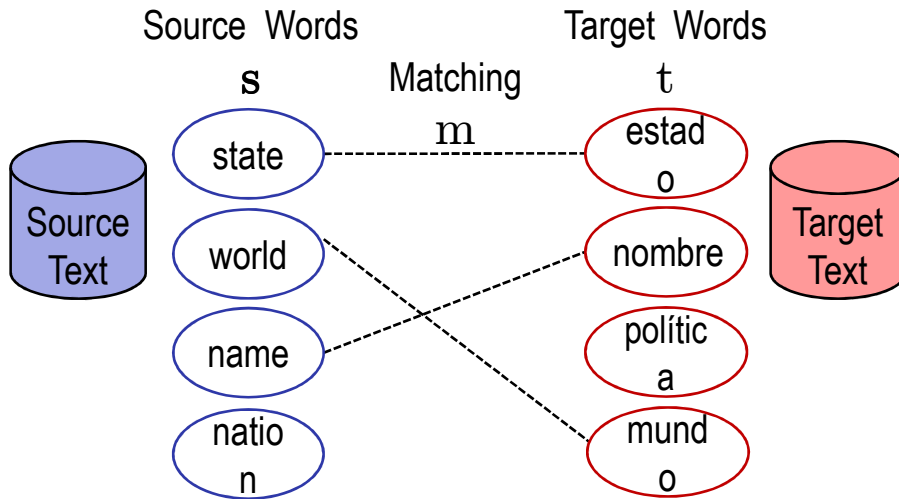 Source Words
Target Words
s
Matching
t
m
state
estad
o
Source
Text
world
nombre
Target
Text
name
polític
a
natio
n
mund
o